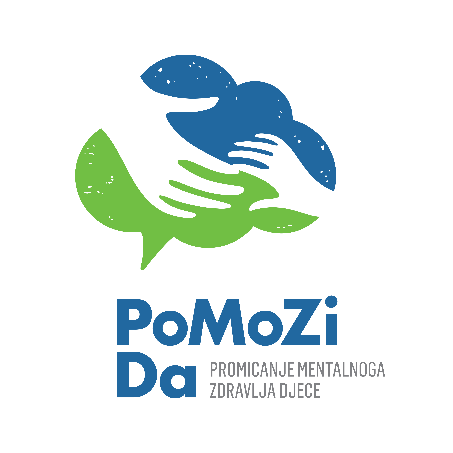 PoMoZi
Da
PROMICANJE MENTALNOGA
ZDRAVLJA DJECE